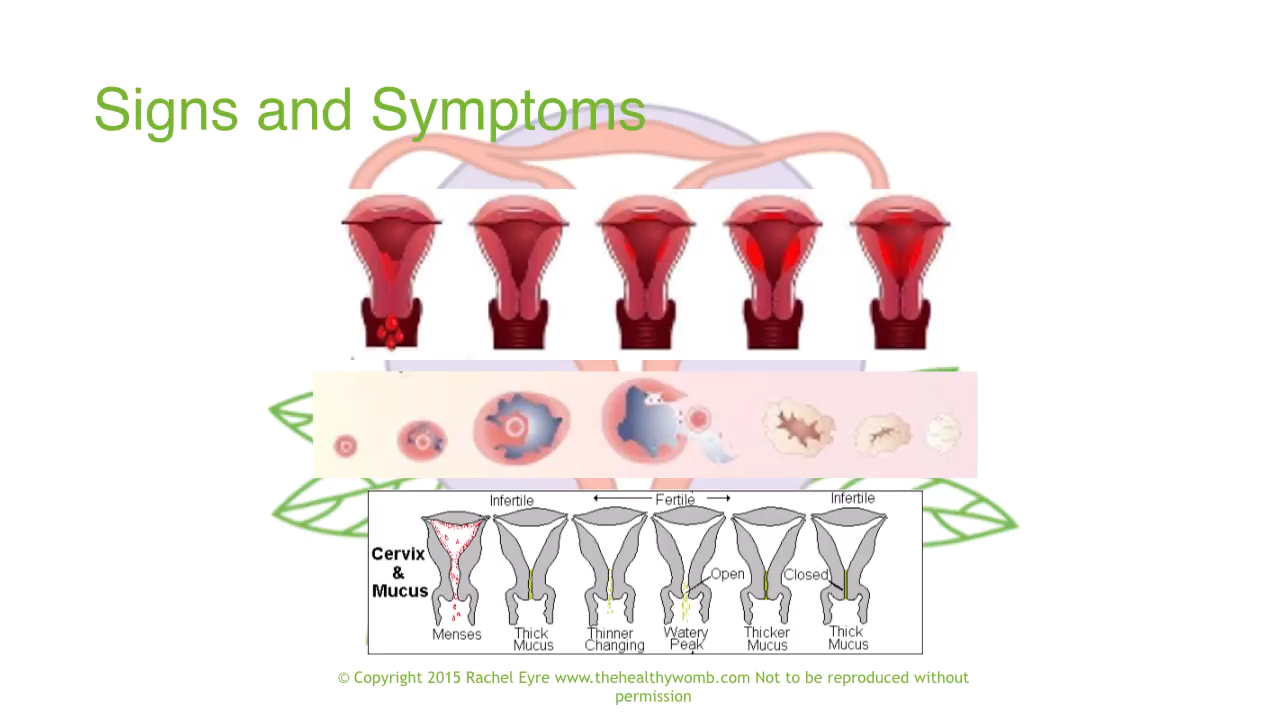 Signs and Symptoms
Infertile
Fertile
Infertile
Cervix
&
Mucus
Open
Closed
Menses
Thick
Mucus
Thinner
Changing
Watery
Peak
Thicker
Mucus
Thick
Mucus
© Copyright 2015 Rachel Eyre www.thehealthywomb.com Not to be reproduced without
permission